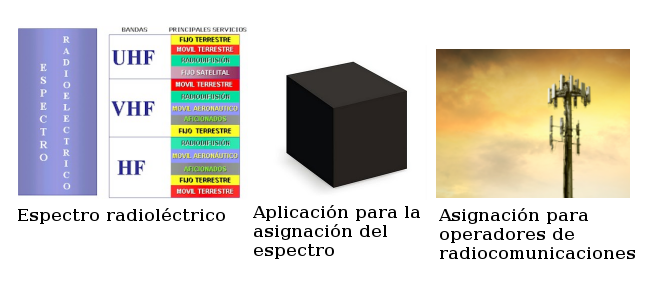 ESPECTRO
RADIOELECTRICO
BANDAS
PRINCIPALES SERVICIOS
UHF
FIJO TERRESTRE
MOVIL TERRESTRE
RADIODIFUSION
FIJO SATELITAL
VHF
MOVIL TERRESTRE
RADIODIFUSION
MOVIL AERONAUTICO
AFICIONADOS
FIJO TERRESTRE
HF
RADIODIFUSION
MOVIL AERONAUTICO
AFICIONADOS
FIJO TERRESTRE
MOVIL TERRESTRE
Espectro radioléctrico
Aplicación para la
asignación del
espectro
Asignación para
operadores de
radiocomunicaciones